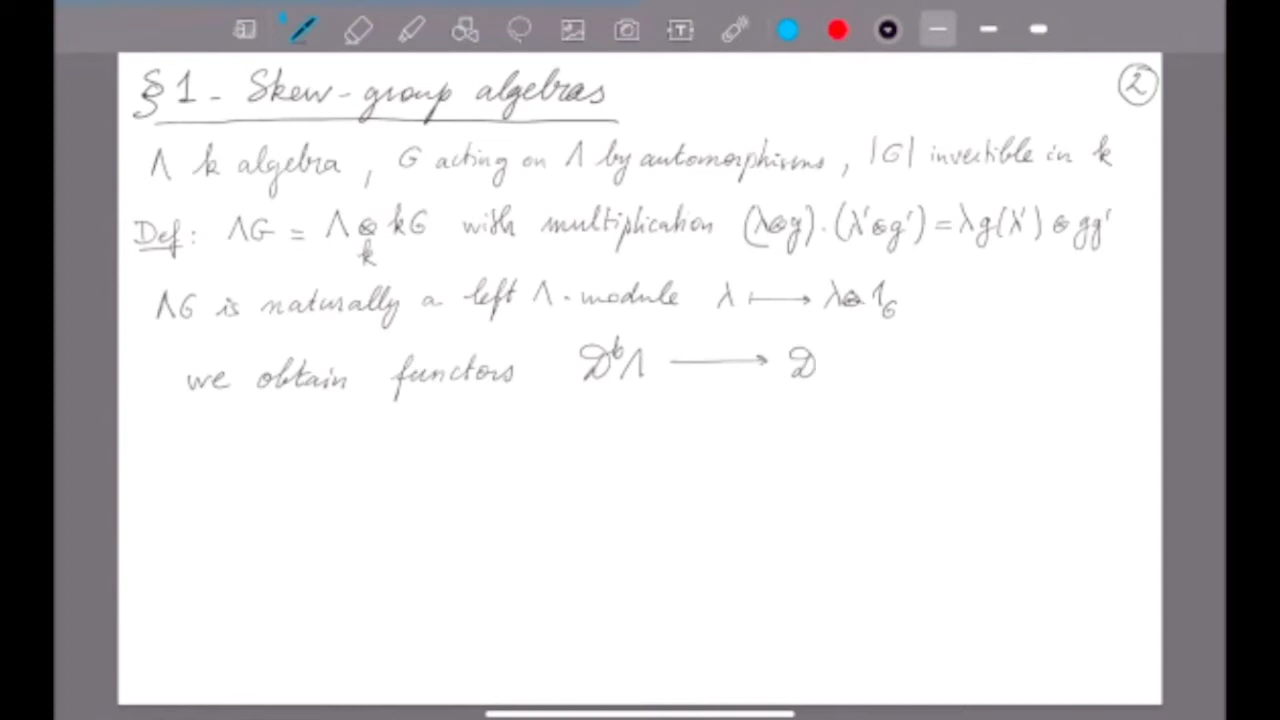 § 1 - Skew-group algebras
②
Λ k algebra, G acting on Λ by automorphisms, |G| invertible in k
Def: ΛG = Λ ⊗_k kG with multiplication (λ⊗g).(λ'⊗g') = λg(λ') ⊗ gg'
ΛG is naturally a left Λ-module λ ⟼ λ⊗1_G
we obtain functors 𝒟ᵇΛ ⟶ 𝒟